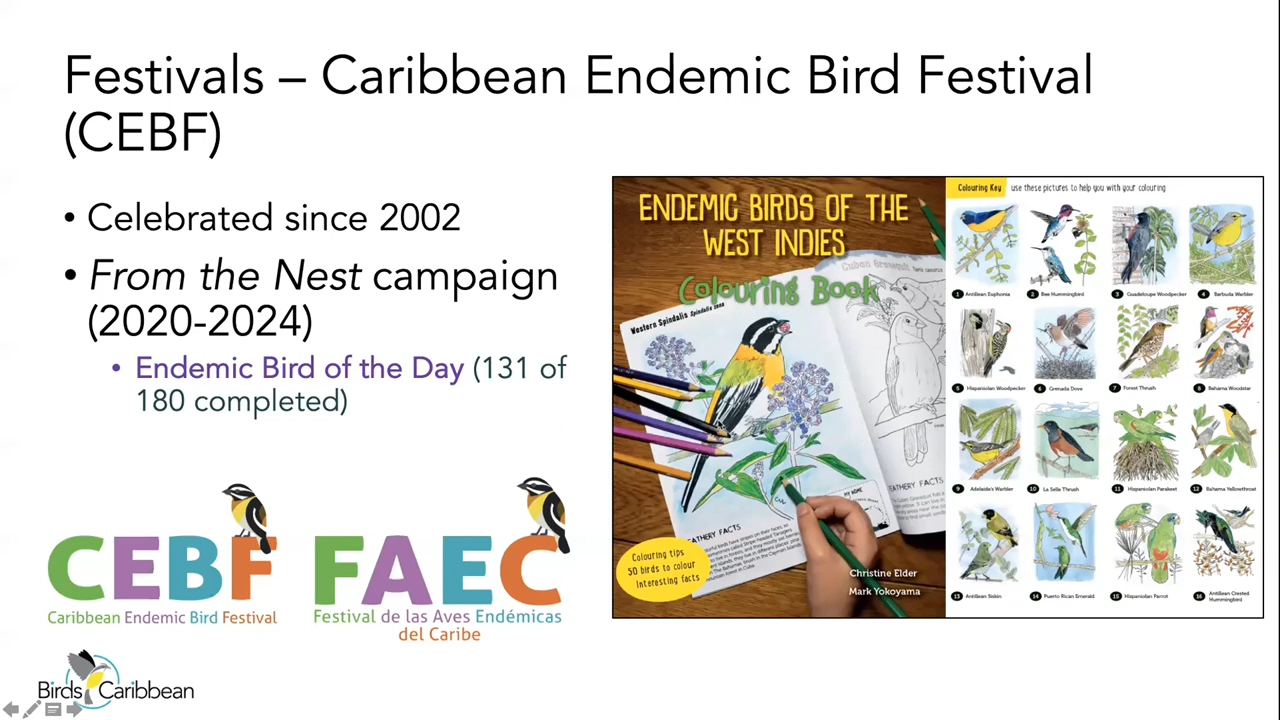 Festivals – Caribbean Endemic Bird Festival
(CEBF)
• Celebrated since 2002
• From the Nest campaign
(2020-2024)
• Endemic Bird of the Day (131 of
180 completed)
CEBF
Caribbean Endemic Bird Festival
FAEC
Festival de las Aves Endémicas
del Caribe
BirdsCaribbean
ENDEMIC BIRDS OF THE
WEST INDIES
Colouring Book
Western Spindalis Spindalis zena
FEATHERY FACTS
MY HOME
EATHERY FACTS
Colouring tips
50 birds to colour
Interesting facts
Christine Elder
Mark Yokoyama
Colouring Key use these pictures to help you with your colouring
1 Antillean Euphonia
2 Bee Hummingbird
3 Guadeloupe Woodpecker
4 Barbuda Warbler
5 Hispaniolan Woodpecker
6 Grenada Dove
7 Forest Thrush
8 Bahama Woodstar
9 Adelaide's Warbler
10 La Selle Thrush
11 Hispaniolan Parakeet
12 Bahama Yellowthroat
13 Antillean Siskin
14 Puerto Rican Emerald
15 Hispaniolan Parrot
16 Antillean Crested
Hummingbird